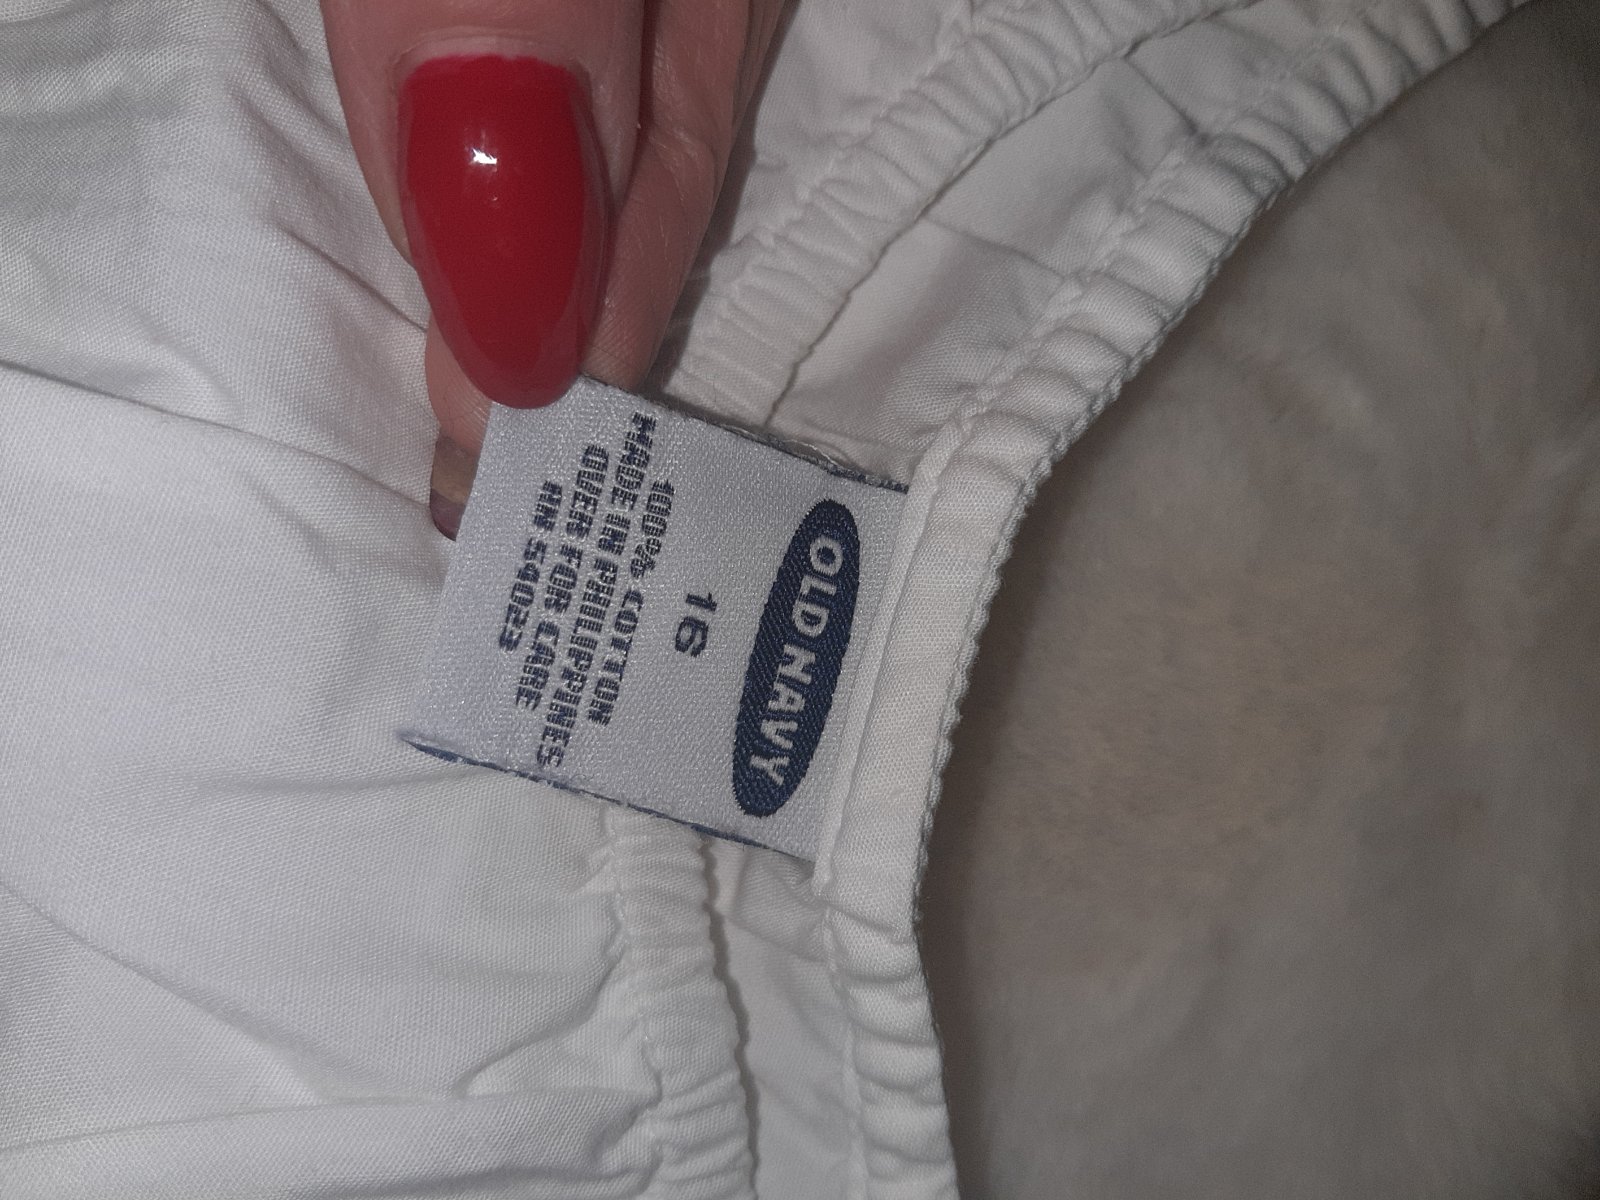 OLD NAVY
16
100% COTTON
MADE IN PHILIPPINES
OVER FOR CARE
RN 54023